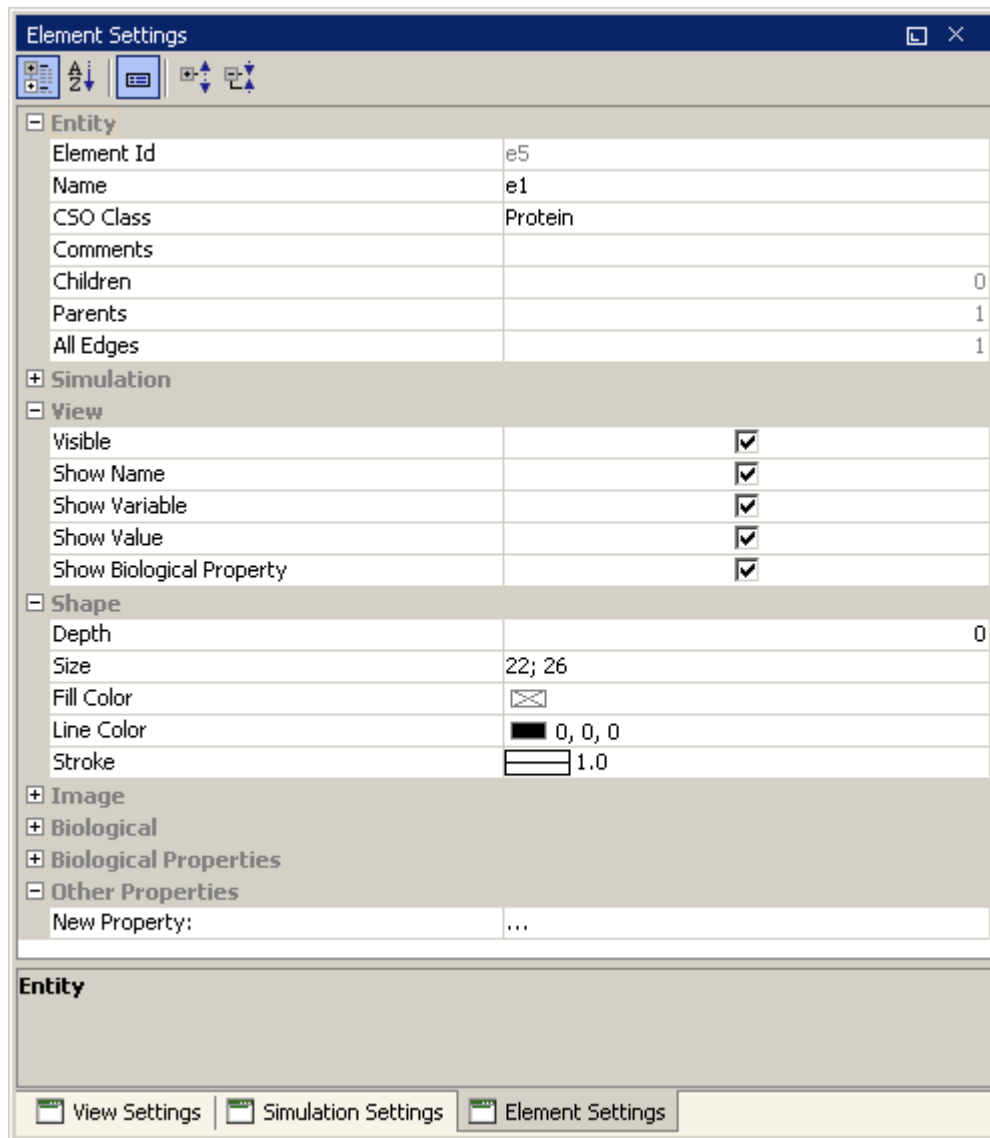 Element Settings
Entity
Element Id e5
Name e1
CSO Class Protein
Comments
Children 0
Parents 1
All Edges 1
Simulation
View
Visible
Show Name
Show Variable
Show Value
Show Biological Property
Shape
Depth 0
Size 22; 26
Fill Color
Line Color 0, 0, 0
Stroke 1.0
Image
Biological
Biological Properties
Other Properties
New Property: ...
Entity
View Settings Simulation Settings Element Settings